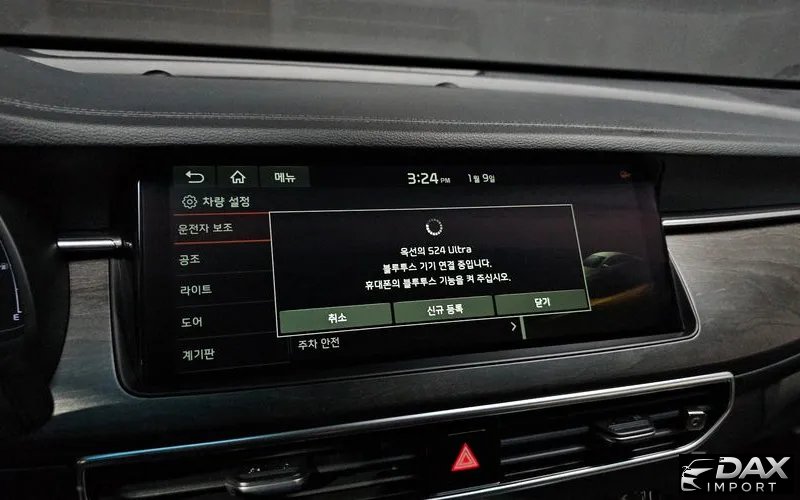 메뉴
3:24 PM
1월 9일
차량 설정
운전자 보조
공조
라이트
도어
계기판
옥선의 S24 Ultra
블루투스 기기 연결 중입니다.
휴대폰의 블루투스 기능을 켜 주십시오.
취소
신규 등록
닫기
주차 안전
E
DAX
IMPORT